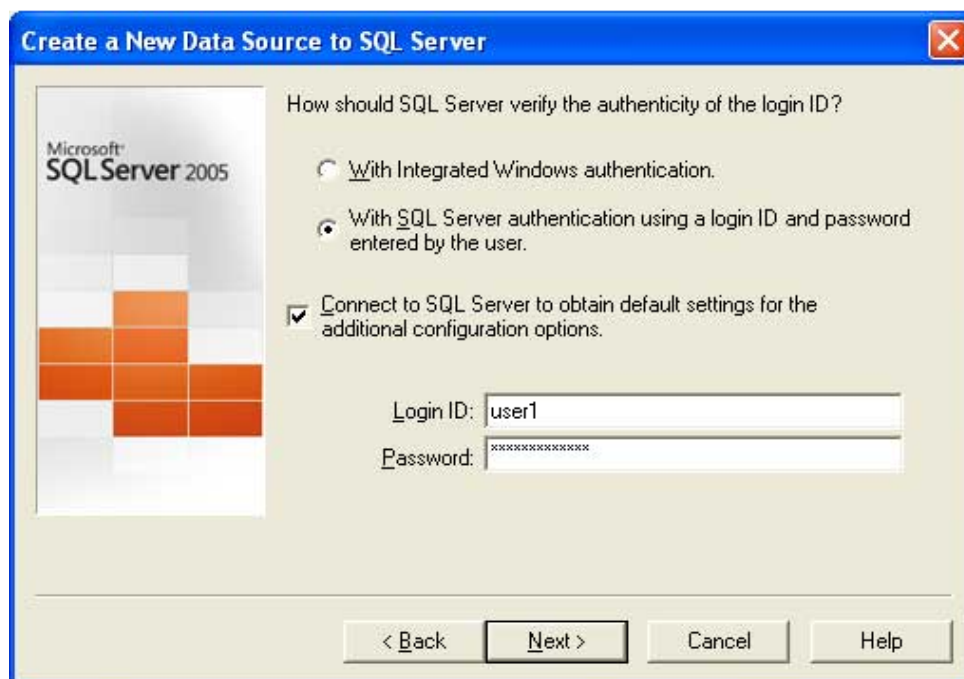 Create a New Data Source to SQL Server
Microsoft
SQL Server 2005
How should SQL Server verify the authenticity of the login ID?
With Integrated Windows authentication.
With SQL Server authentication using a login ID and password
entered by the user.
Connect to SQL Server to obtain default settings for the
additional configuration options.
Login ID: user1
Password: *************
< Back Next > Cancel Help